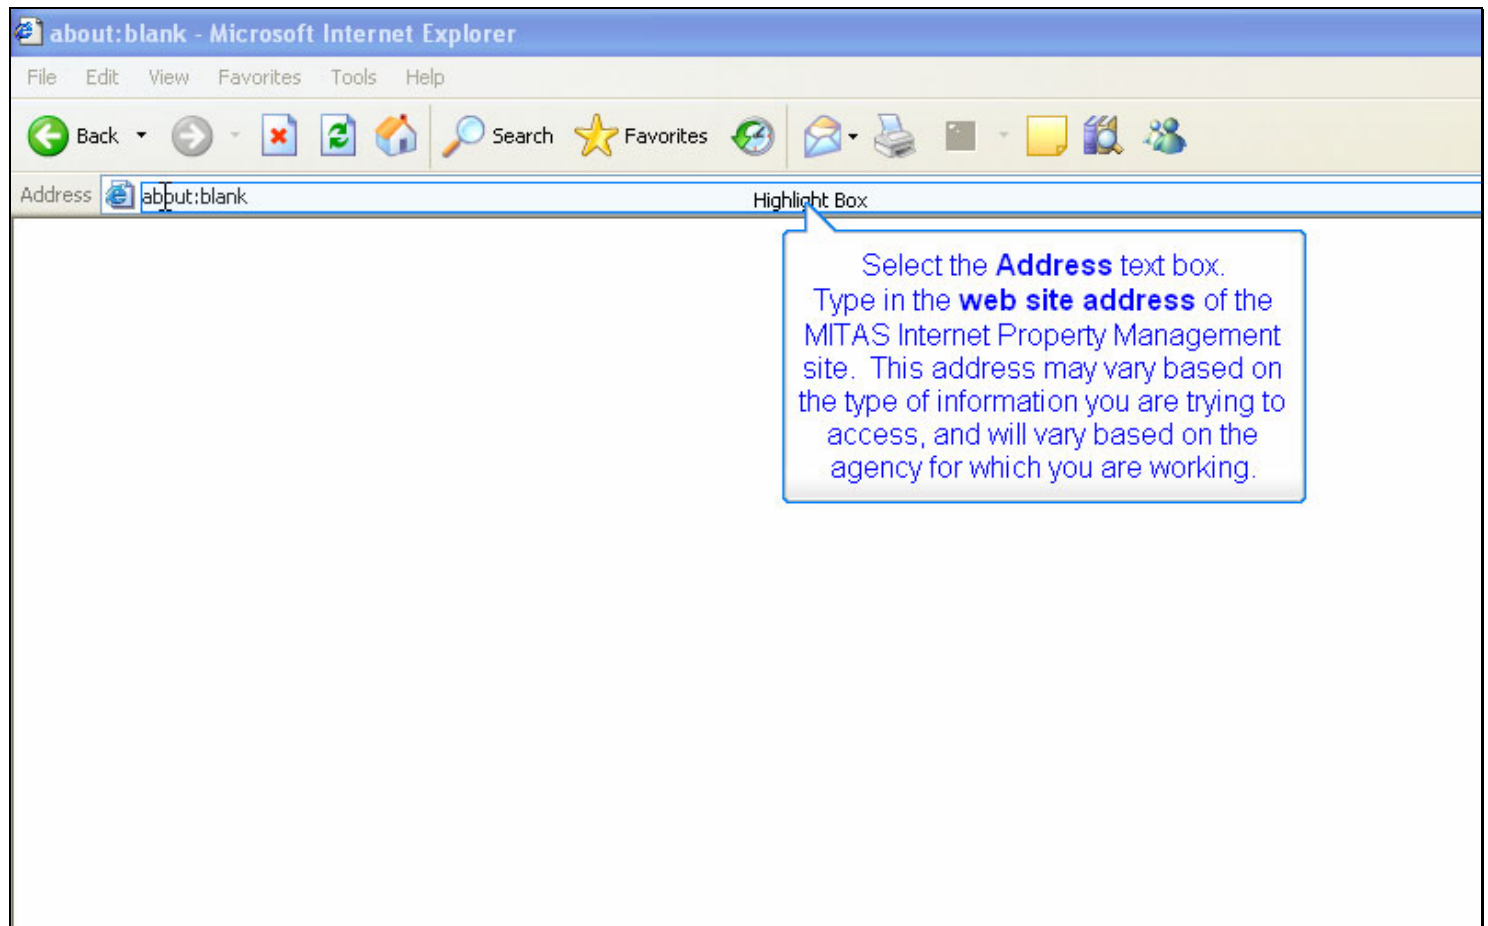 about:blank - Microsoft Internet Explorer
File Edit View Favorites Tools Help
Back Search Favorites
Address about:blank Highlight Box
Select the Address text box.
Type in the web site address of the
MITAS Internet Property Management
site. This address may vary based on
the type of information you are trying to
access, and will vary based on the
agency for which you are working.